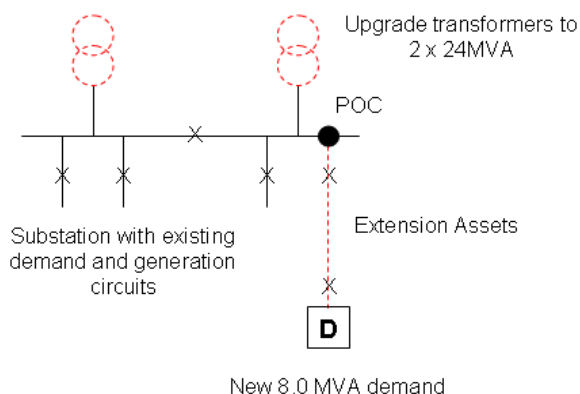 Upgrade transformers to
2 x 24MVA
POC
Substation with existing
demand and generation
circuits
Extension Assets
D
New 8.0 MVA demand